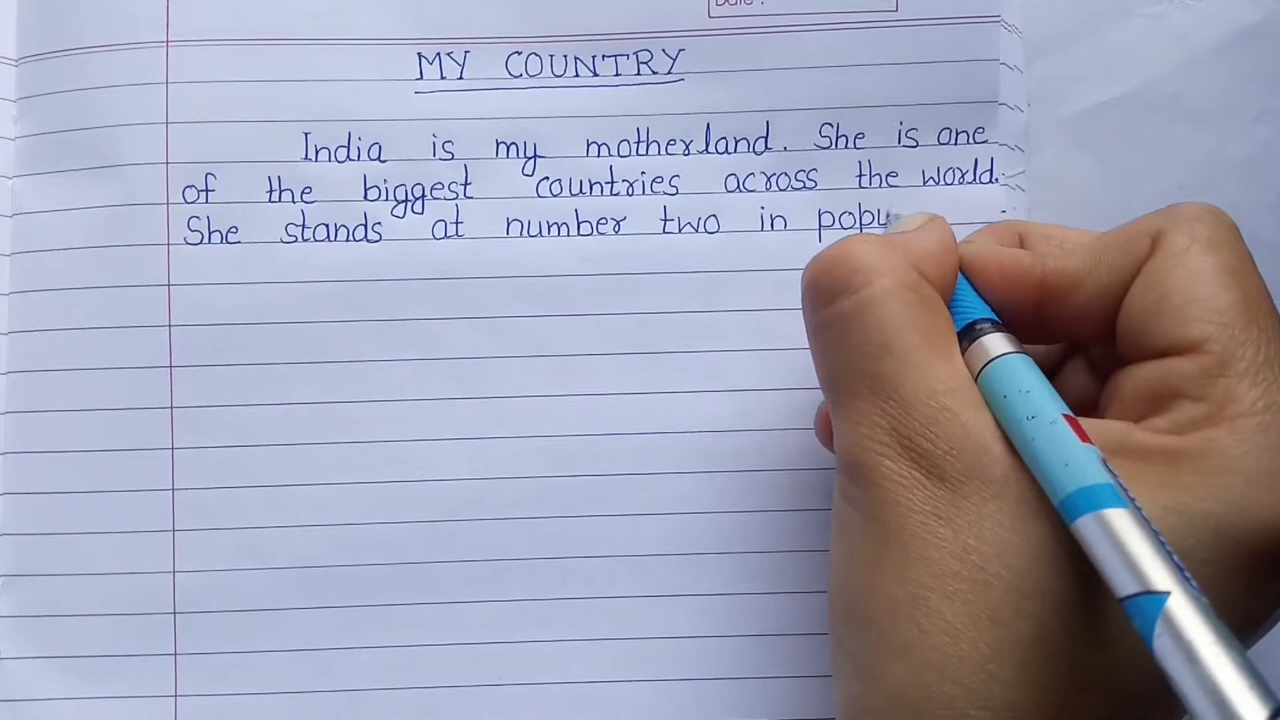 MY COUNTRY
India is my motherland. She is one
of the biggest countries across the world.
She stands at number two in popu